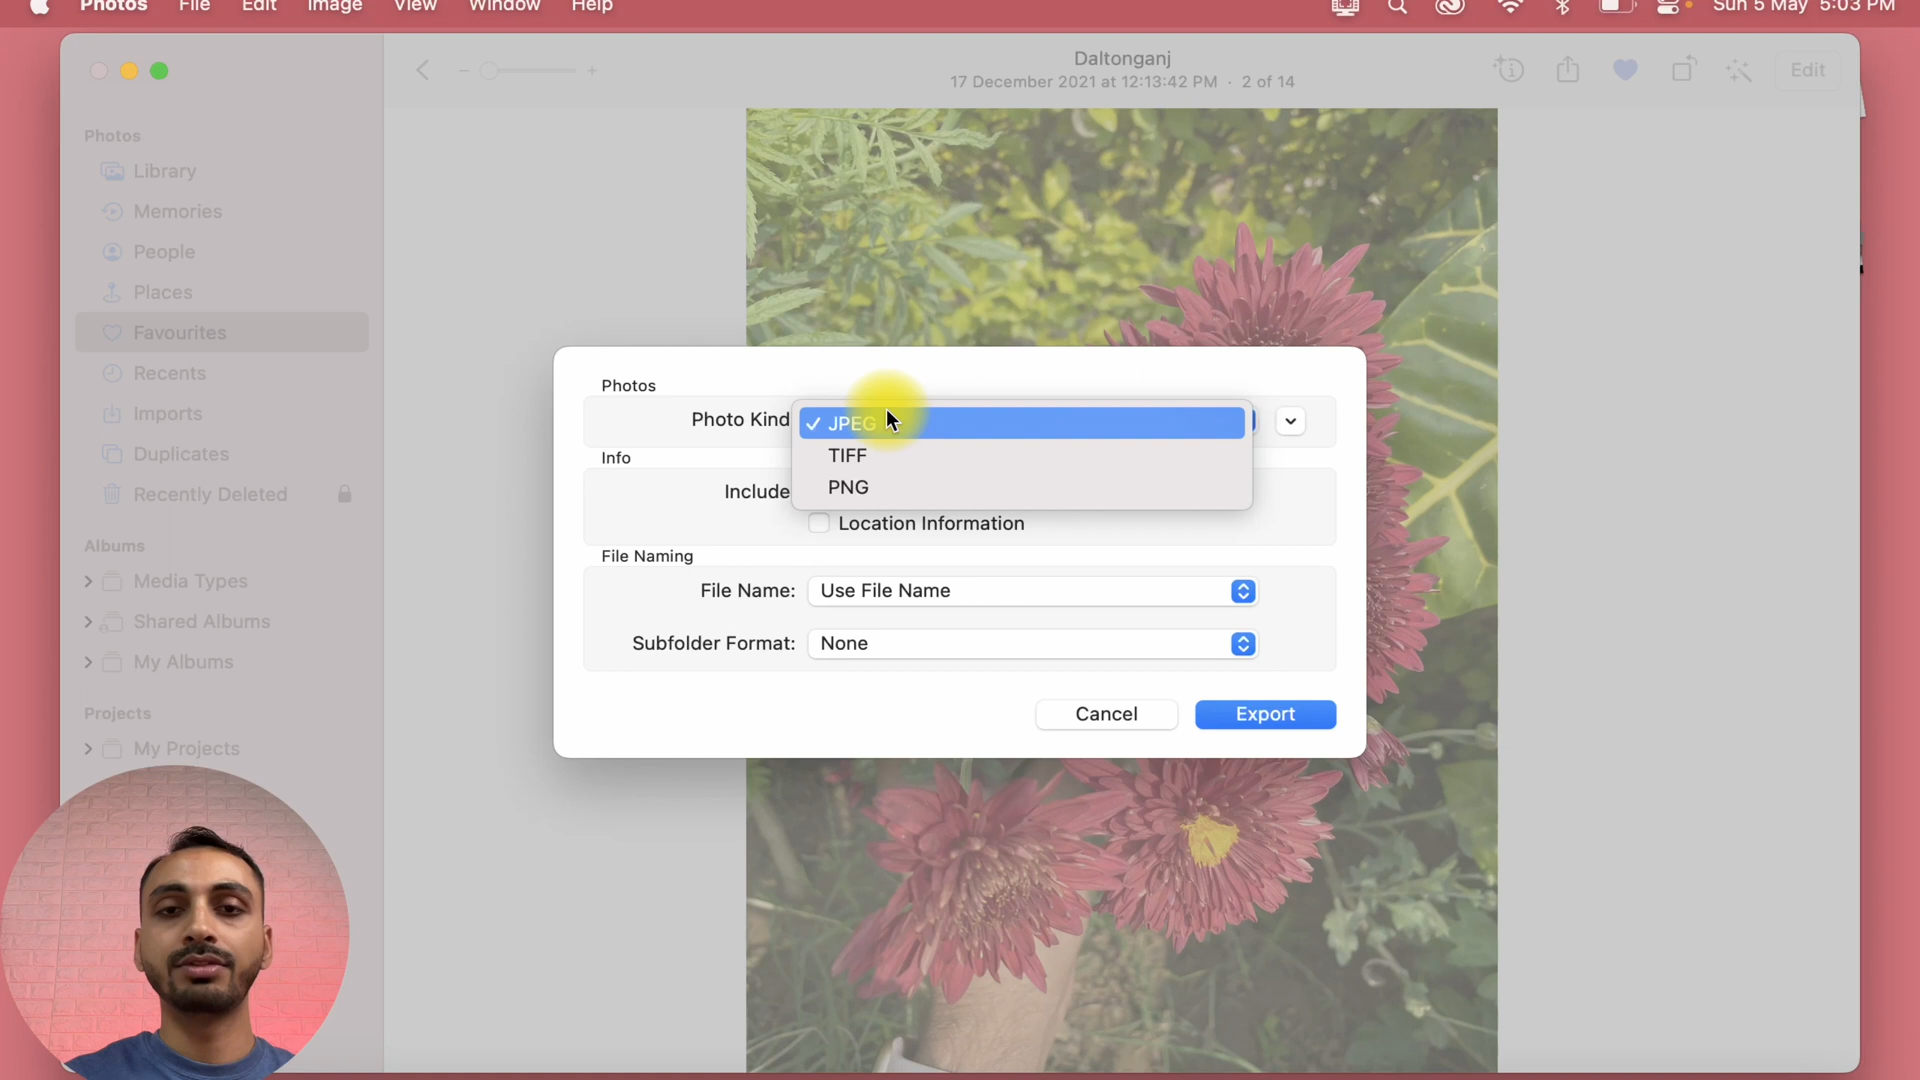 Photos File Edit Image View Window Help Sun 5 May 5:03 PM
Daltonganj
17 December 2021 at 12:13:42 PM · 2 of 14
Edit
Photos
Library
Memories
People
Places
Favourites
Recents
Imports
Duplicates
Recently Deleted
Albums
Media Types
Shared Albums
My Albums
Projects
My Projects
Photos
Photo Kind
JPEG
TIFF
PNG
Info
Include
Location Information
File Naming
File Name: Use File Name
Subfolder Format: None
Cancel Export